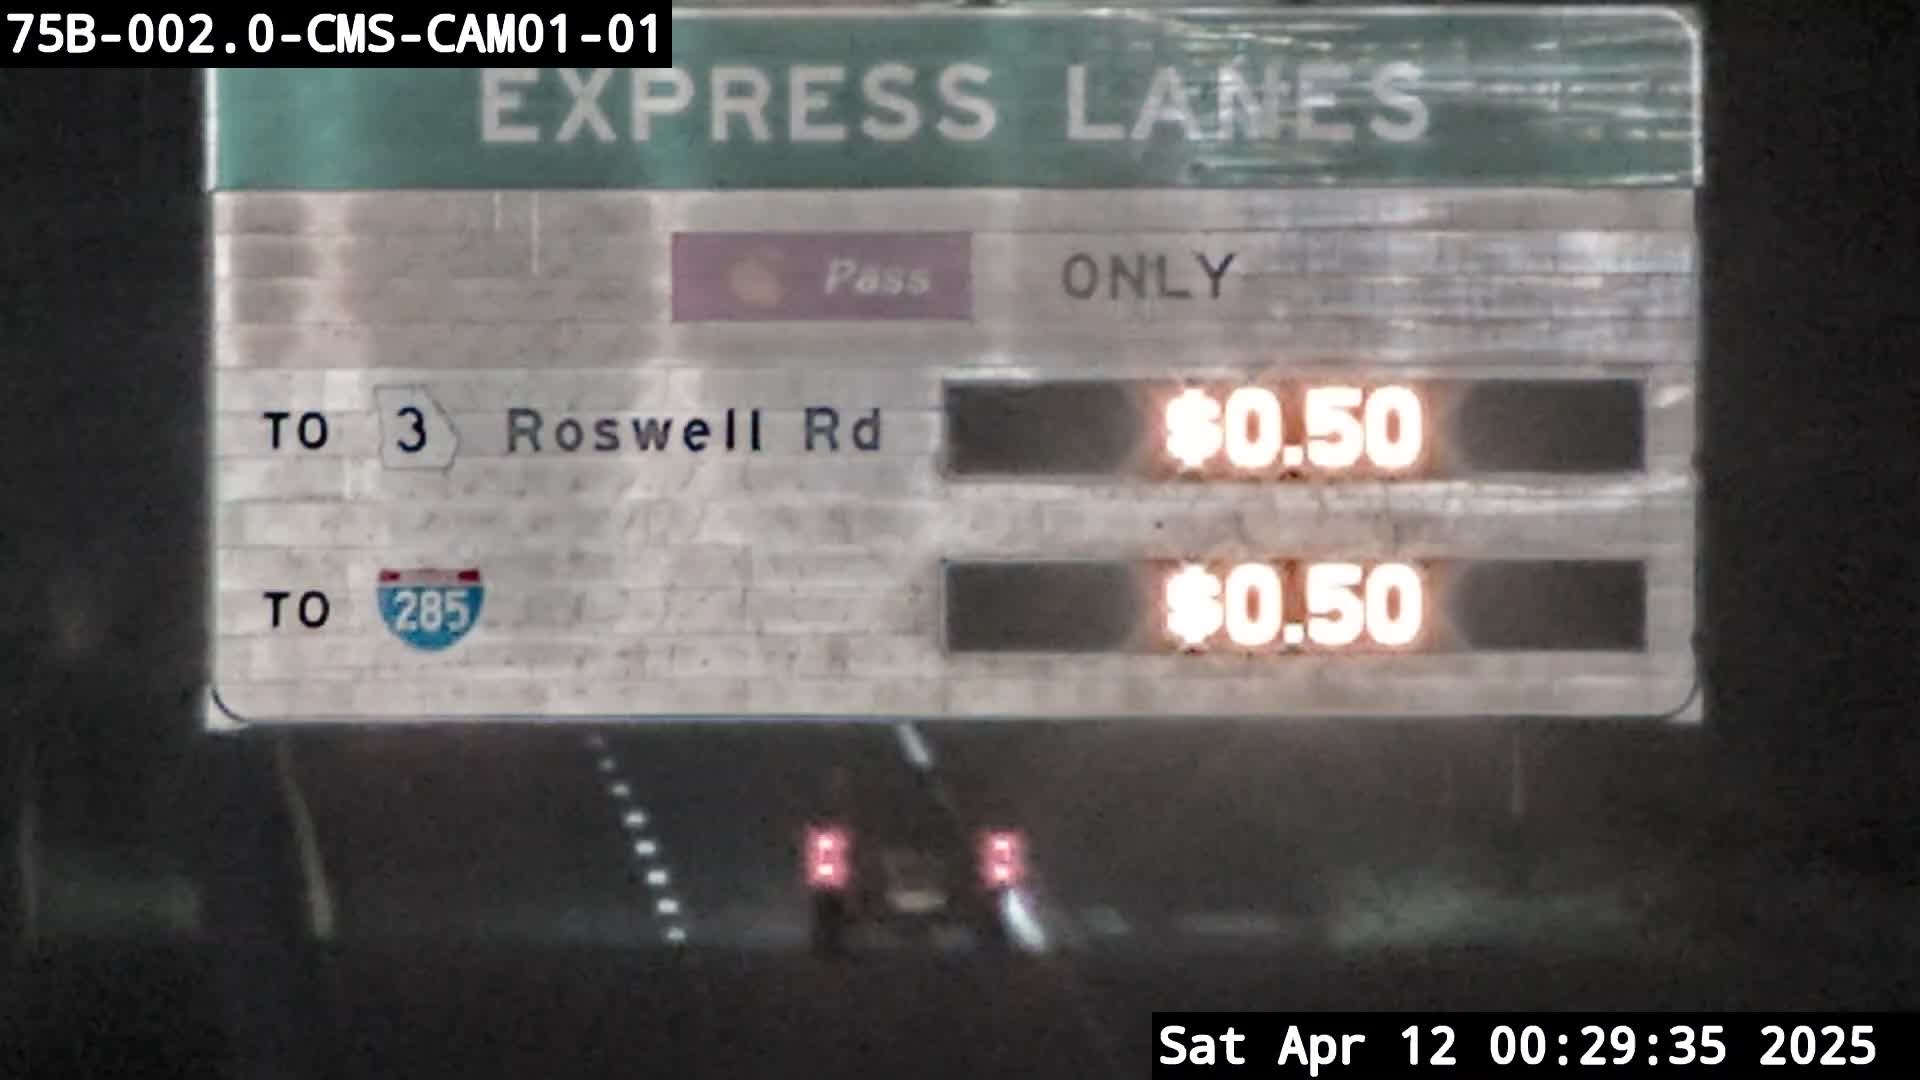 75B-002.0-CMS-CAM01-01
EXPRESS LANES
Pass ONLY
TO 3 Roswell Rd $0.50
TO 285 $0.50
Sat Apr 12 00:29:35 2025